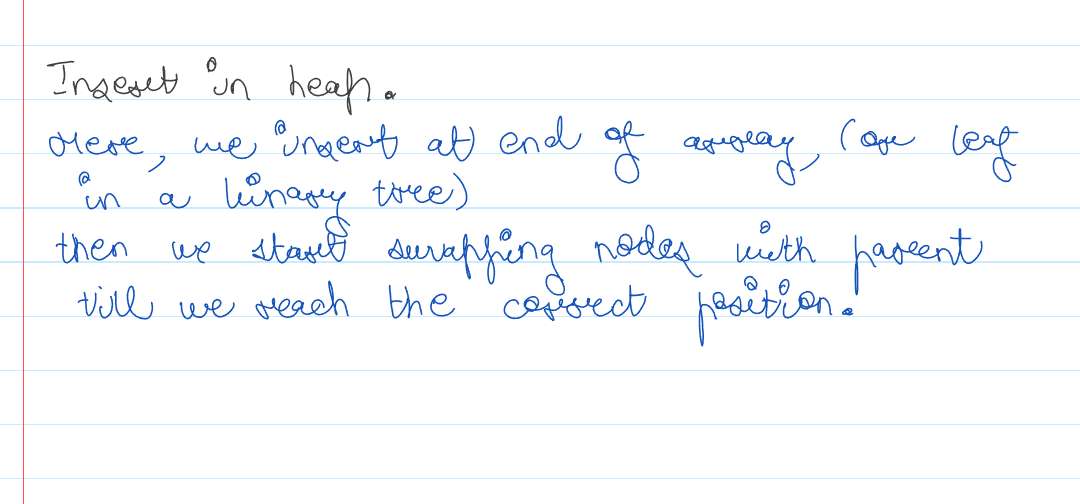 Insert in heap.
Here, we insert at end of array, (or leaf
in a binary tree)
then we start swapping nodes with parent
till we reach the correct position.